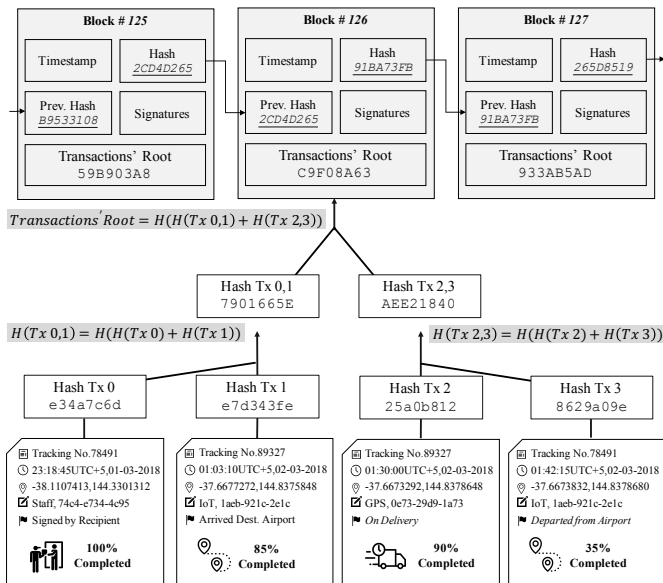 Block # 125
Block # 126
Block # 127
Timestamp
Hash
2CD4D265
Timestamp
Hash
91BA73FB
Timestamp
Hash
265D8519
Prev. Hash
B9533108
Signatures
Prev. Hash
2CD4D265
Signatures
Prev. Hash
91BA73FB
Signatures
Transactions' Root
59B903A8
Transactions' Root
C9F08A63
Transactions' Root
933AB5AD
Transactions'Root = H(H(Tx 0,1) + H(Tx 2,3))
Hash Tx 0,1
7901665E
Hash Tx 2,3
AEE21840
H(Tx 0,1) = H(H(Tx 0) + H(Tx 1))
H(Tx 2,3) = H(H(Tx 2) + H(Tx 3))
Hash Tx 0
e34a7c6d
Hash Tx 1
e7d343fe
Hash Tx 2
25a0b812
Hash Tx 3
8629a09e
Tracking No.78491
23:18:45UTC+5,01-03-2018
-38.1107413,144.3301312
Staff, 74c4-e734-4c95
Signed by Recipient
100%
Completed
Tracking No.89327
01:03:10UTC+5,02-03-2018
-37.6677272,144.8375848
IoT, 1aeb-921c-2e1c
Arrived Dest. Airport
85%
Completed
Tracking No.89327
01:30:00UTC+5,02-03-2018
-37.6673292,144.8378648
GPS, 0e73-29d9-1a73
On Delivery
90%
Completed
Tracking No.78491
01:42:15UTC+5,02-03-2018
-37.6673832,144.8378680
IoT, 1aeb-921c-2e1c
Departed from Airport
35%
Completed